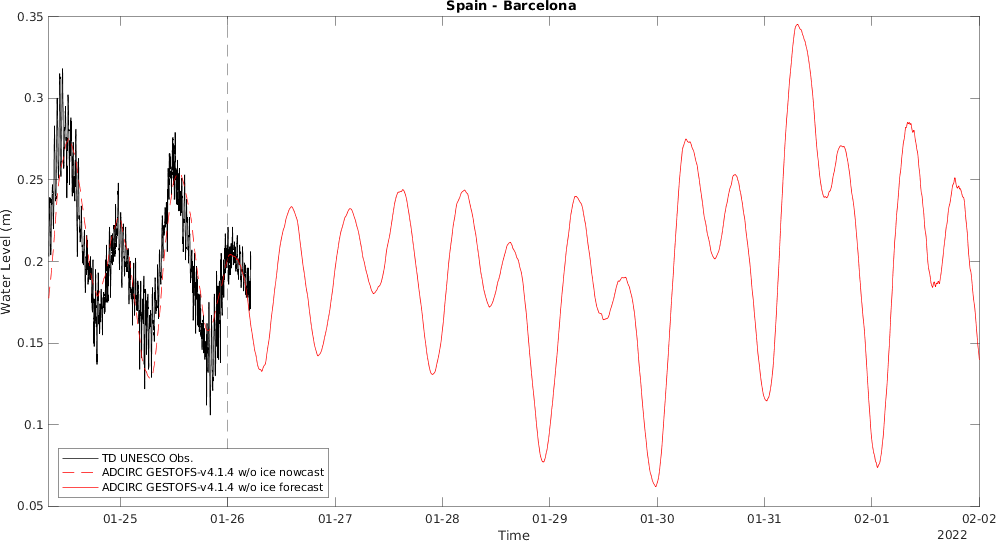 Spain - Barcelona
0.35
0.3
0.25
0.2
0.15
0.1
0.05
Water Level (m)
TD UNESCO Obs.
ADCIRC GESTOFS-v4.1.4 w/o ice nowcast
ADCIRC GESTOFS-v4.1.4 w/o ice forecast
01-25 01-26 01-27 01-28 01-29 01-30 01-31 02-01 02-02
Time
2022